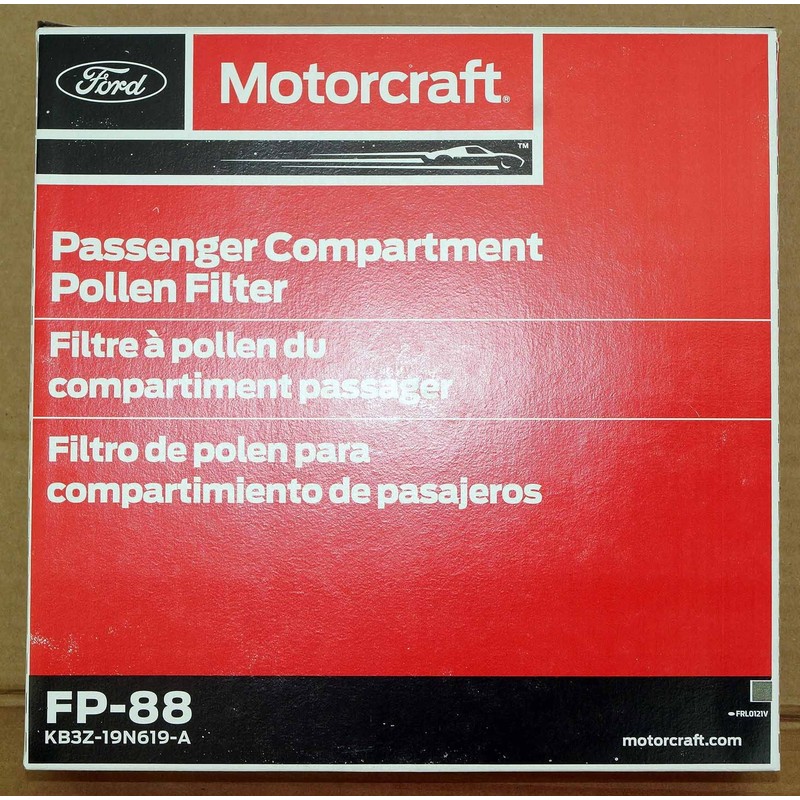 Ford
Motorcraft®
™
Passenger Compartment
Pollen Filter
Filtre à pollen du
compartiment passager
Filtro de polen para
compartimiento de pasajeros
FP-88
KB3Z-19N619-A
FRL0121V
motorcraft.com